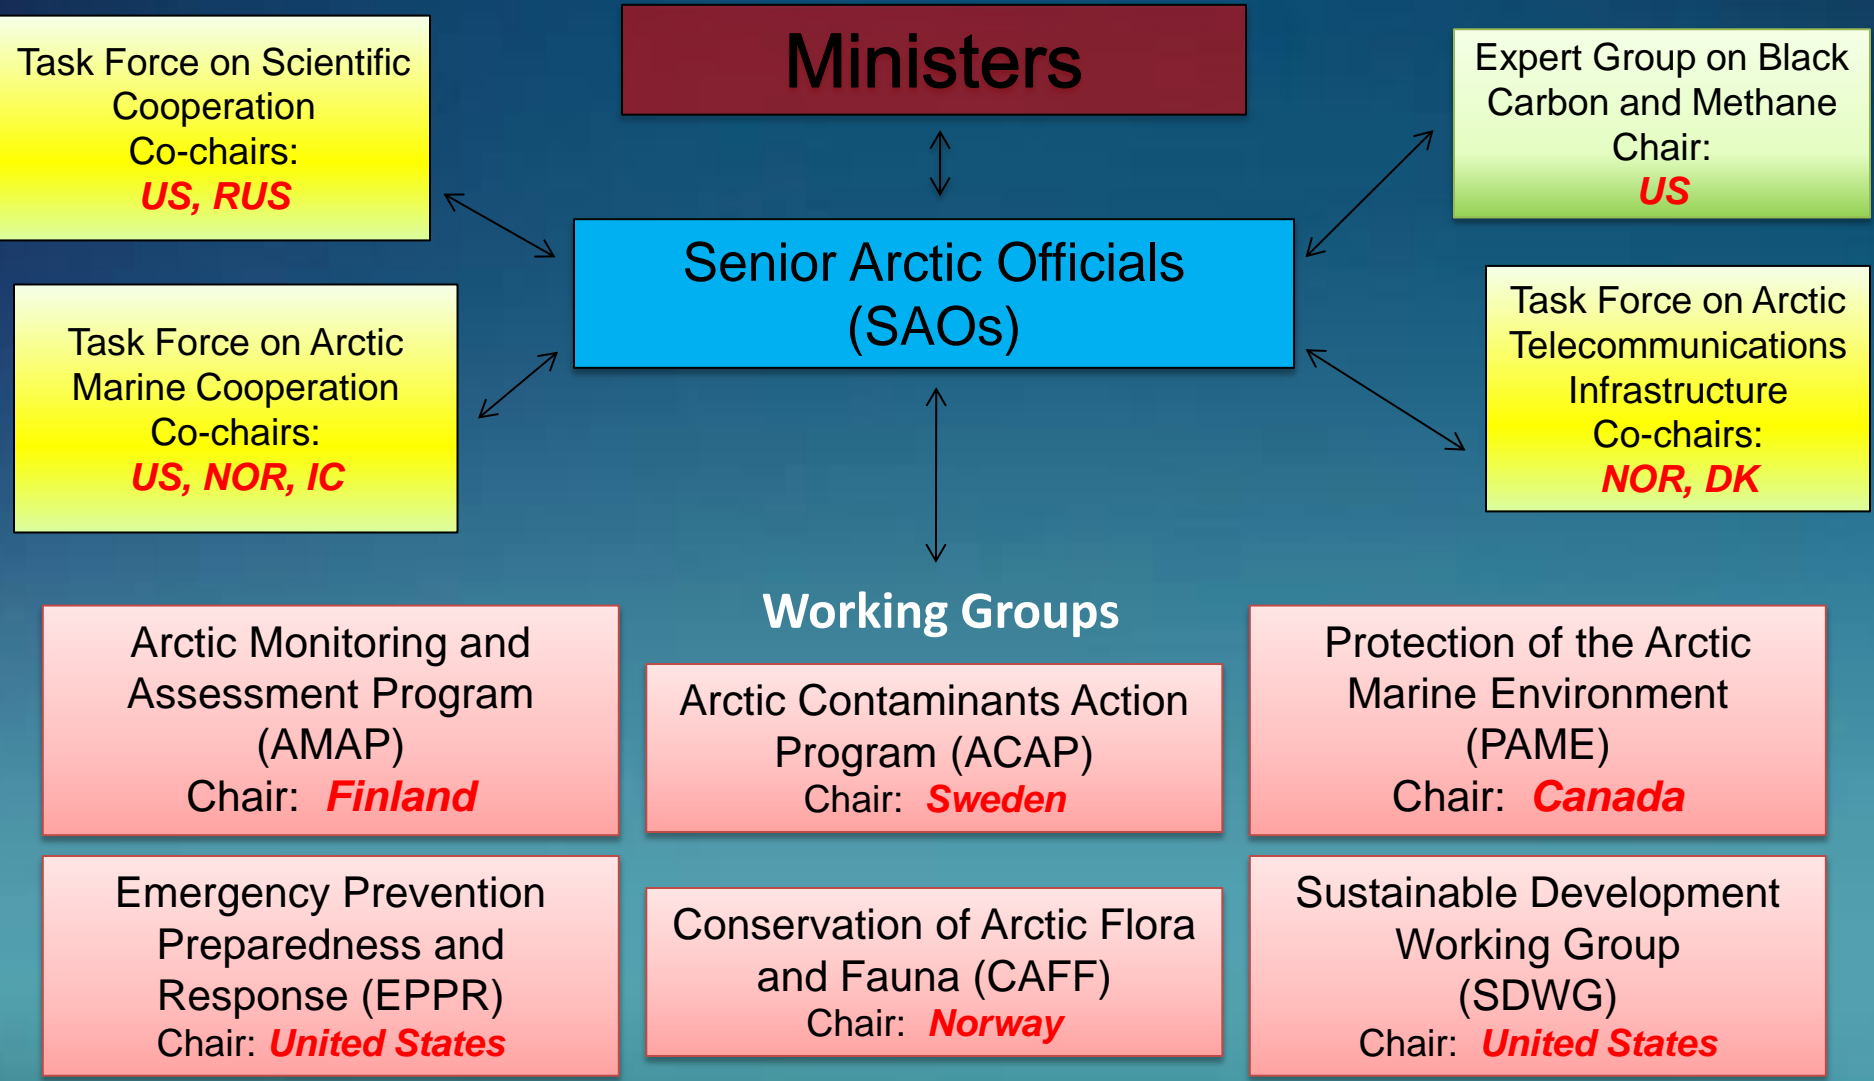 Task Force on Scientific
Cooperation
Co-chairs:
US, RUS
Ministers
Expert Group on Black
Carbon and Methane
Chair:
US
Senior Arctic Officials
(SAOs)
Task Force on Arctic
Marine Cooperation
Co-chairs:
US, NOR, IC
Task Force on Arctic
Telecommunications
Infrastructure
Co-chairs:
NOR, DK
Working Groups
Arctic Monitoring and
Assessment Program
(AMAP)
Chair: Finland
Arctic Contaminants Action
Program (ACAP)
Chair: Sweden
Protection of the Arctic
Marine Environment
(PAME)
Chair: Canada
Emergency Prevention
Preparedness and
Response (EPPR)
Chair: United States
Conservation of Arctic Flora
and Fauna (CAFF)
Chair: Norway
Sustainable Development
Working Group
(SDWG)
Chair: United States